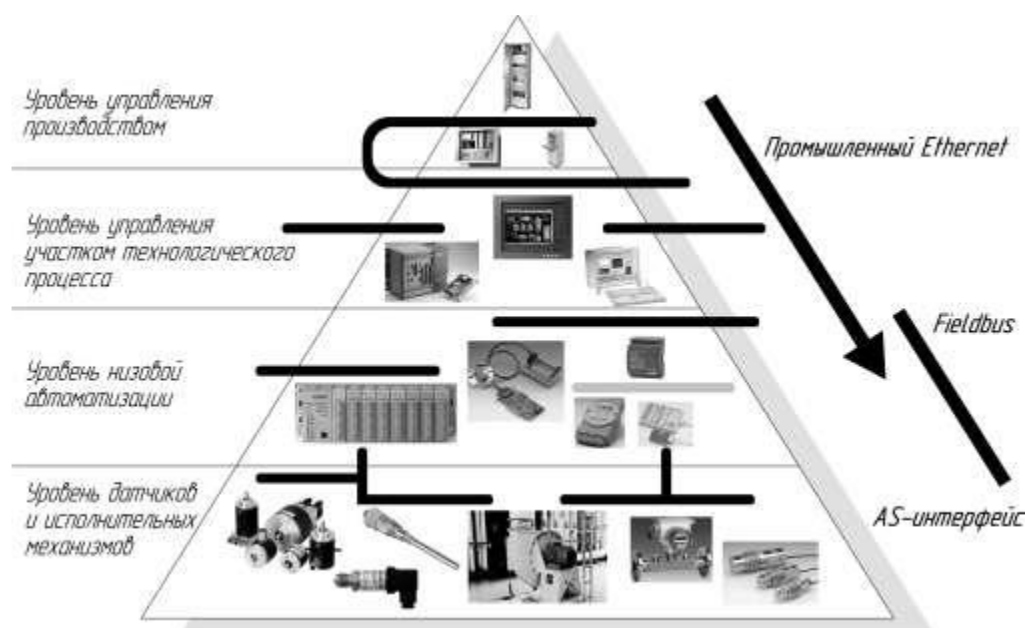 Уровень управления
производством
Промышленный Ethernet
Уровень управления
участком технологического
процесса
Fieldbus
Уровень низовой
автоматизации
Уровень датчиков
и исполнительных
механизмов
AS-интерфейс